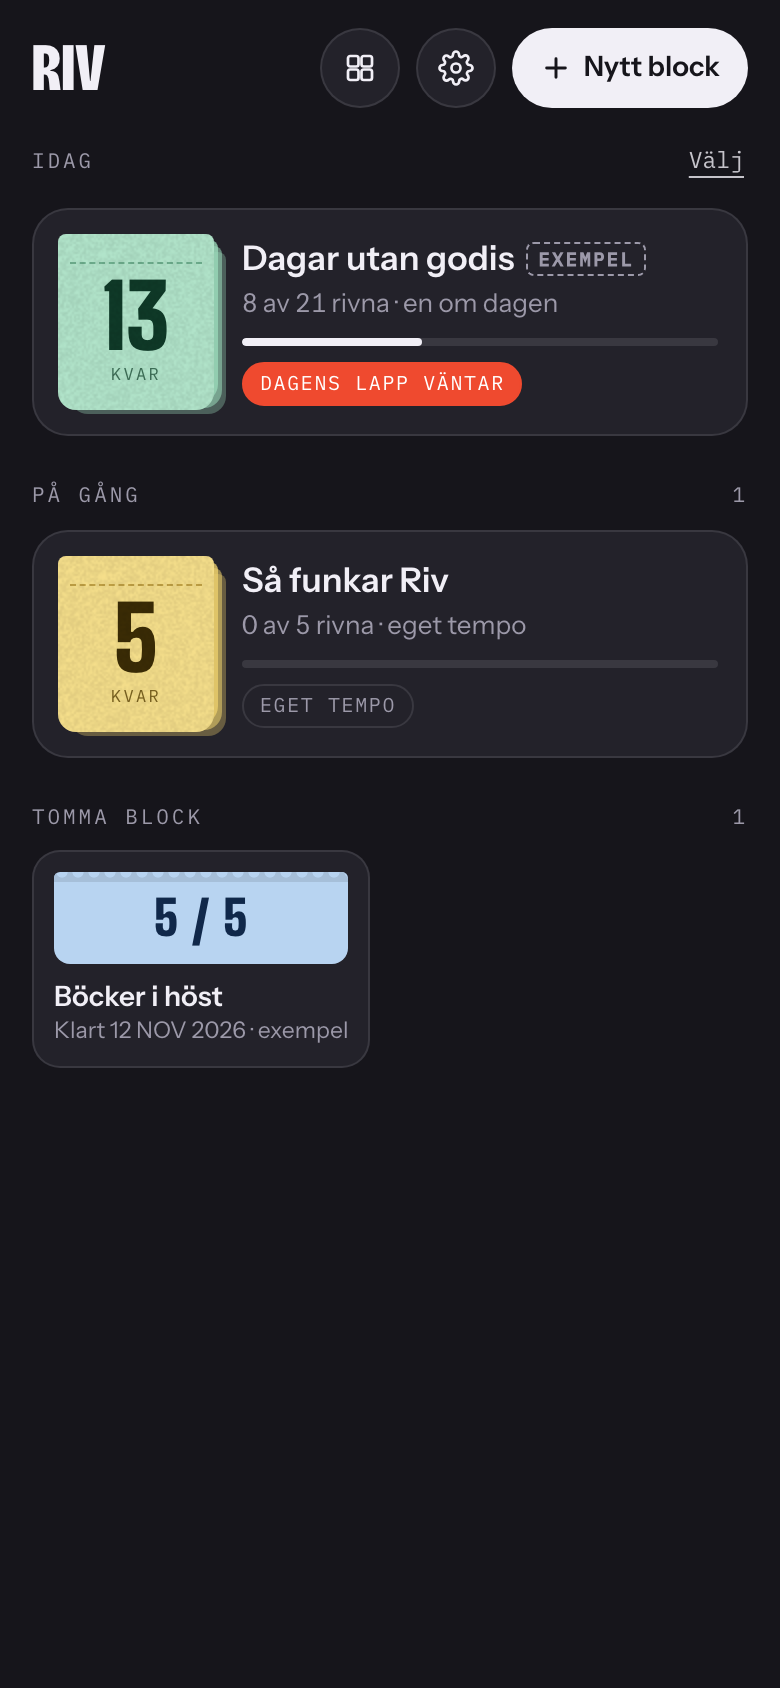 RIV
Nytt block
IDAG
Välj
13
KVAR
Dagar utan godis EXEMPEL
8 av 21 rivna · en om dagen
DAGENS LAPP VÄNTAR
PÅ GÅNG
1
5
KVAR
Så funkar Riv
0 av 5 rivna · eget tempo
EGET TEMPO
TOMMA BLOCK
1
5 / 5
Böcker i höst
Klart 12 NOV 2026 · exempel